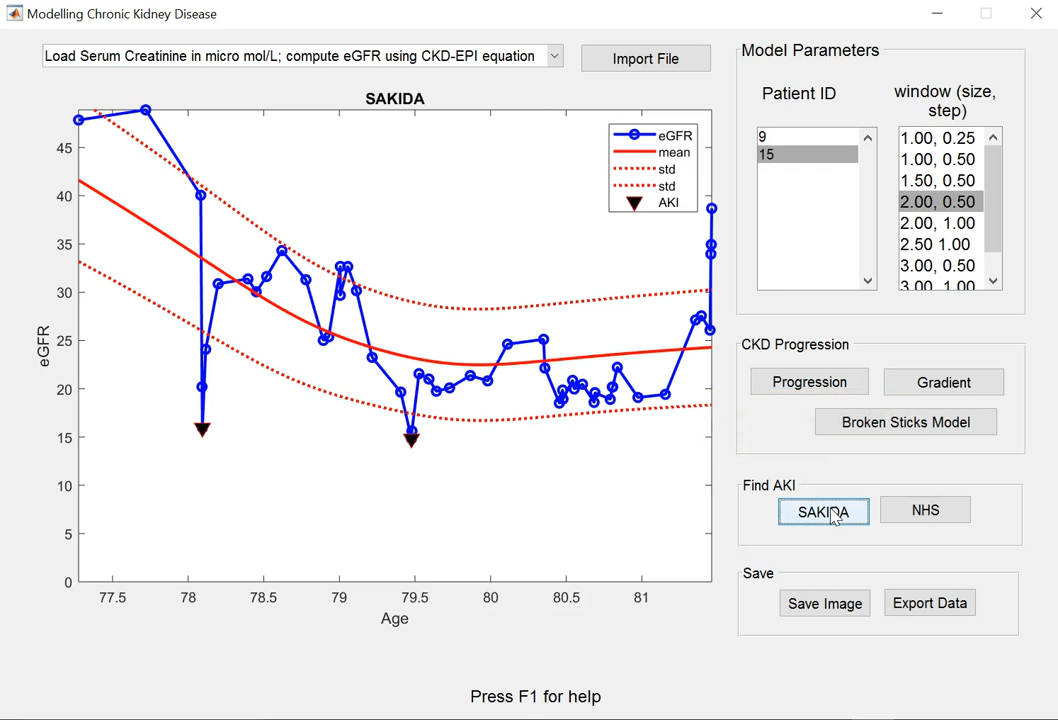 Modelling Chronic Kidney Disease
Load Serum Creatinine in micro mol/L; compute eGFR using CKD-EPI equation
Import File
SAKIDA
eGFR
mean
std
std
AKI
45
40
35
30
25
20
15
10
5
0
eGFR
77.5 78 78.5 79 79.5 80 80.5 81
Age
Model Parameters
Patient ID
9
15
window (size,
step)
1.00, 0.25
1.00, 0.50
1.50, 0.50
2.00, 0.50
2.00, 1.00
2.50 1.00
3.00, 0.50
3.00 1.00
CKD Progression
Progression
Gradient
Broken Sticks Model
Find AKI
SAKIDA
NHS
Save
Save Image
Export Data
Press F1 for help